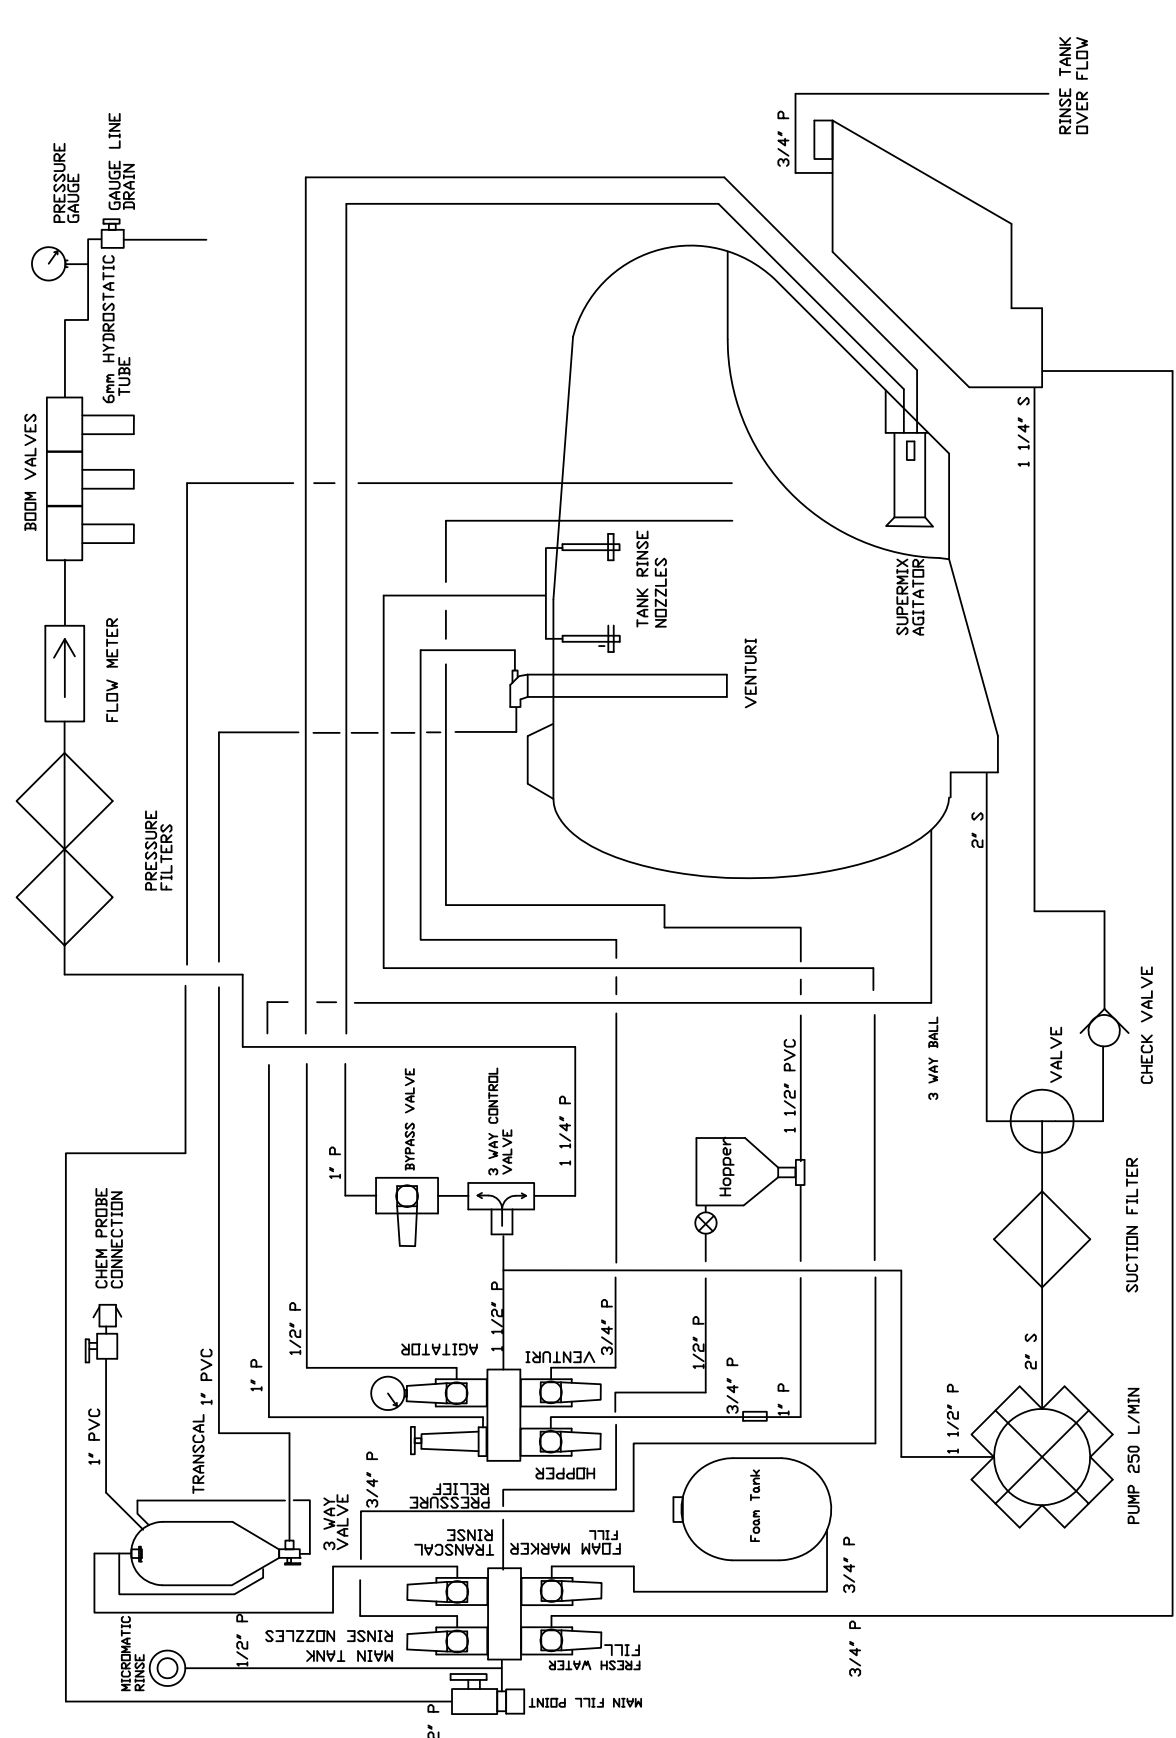 RINSE TANK
OVER FLOW
3/4" P
PRESSURE
GAUGE
GAUGE LINE
DRAIN
6mm HYDROSTATIC
TUBE
BOOM VALVES
1 1/4" S
TANK RINSE
NOZZLES
SUPERMIX
AGITATOR
FLOW METER
VENTURI
PRESSURE
FILTERS
2" S
CHECK VALVE
3 WAY BALL
VALVE
1 1/2" PVC
BYPASS VALVE
3 WAY CONTROL
VALVE
1 1/4" P
1" P
Hopper
SUCTION FILTER
CHEM PROBE
CONNECTION
1/2" P
1 1/2" P
3/4" P
1/2" P
AGITATOR
VENTURI
2" S
1" P
1" PVC
3/4" P
1" P
1 1/2" P
PUMP 250 L/MIN
1" PVC
TRANSCAL
HOPPER
PRESSURE
RELIEF
3/4" P
3 WAY
VALVE
Foam Tank
TRANSCAL
RINSE
FOAM MARKER
FILL
3/4" P
MICROMATIC
RINSE
1/2" P
MAIN TANK
RINSE NOZZLES
FRESH WATER
FILL
3/4" P
MAIN FILL POINT
2" P